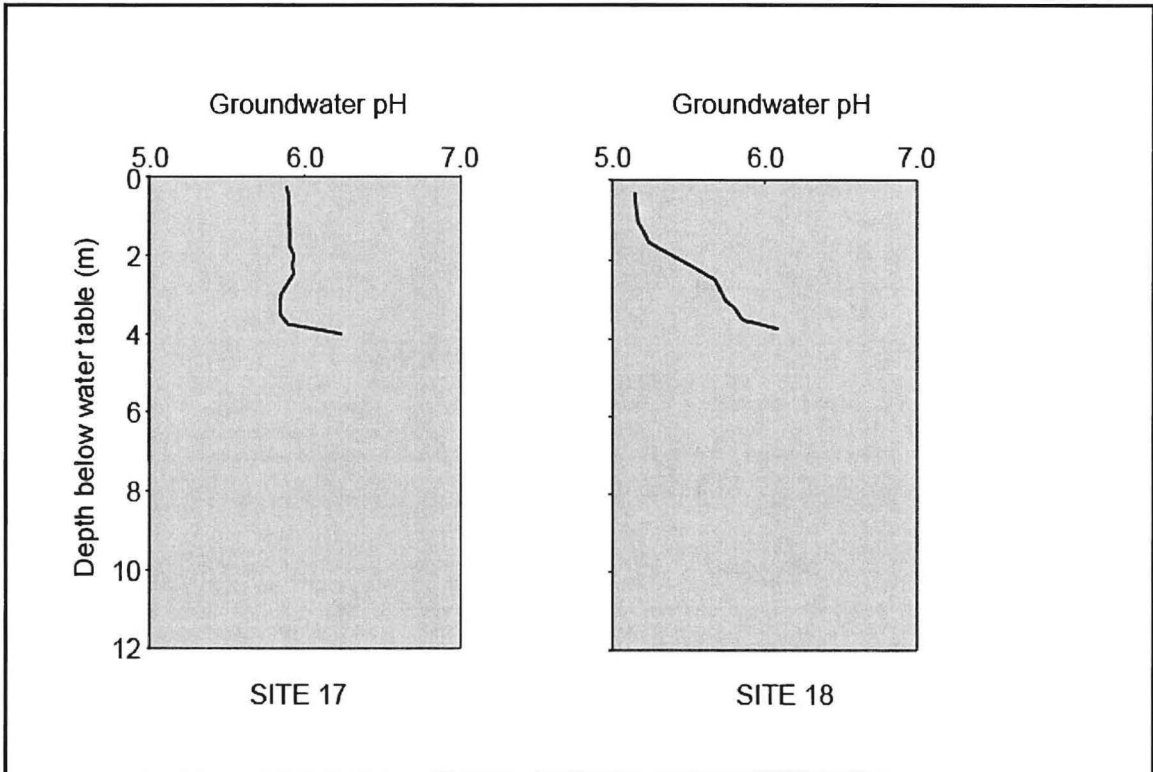 Groundwater pH
5.0 6.0 7.0
Depth below water table (m)
0
2
4
6
8
10
12
SITE 17
Groundwater pH
5.0 6.0 7.0
SITE 18